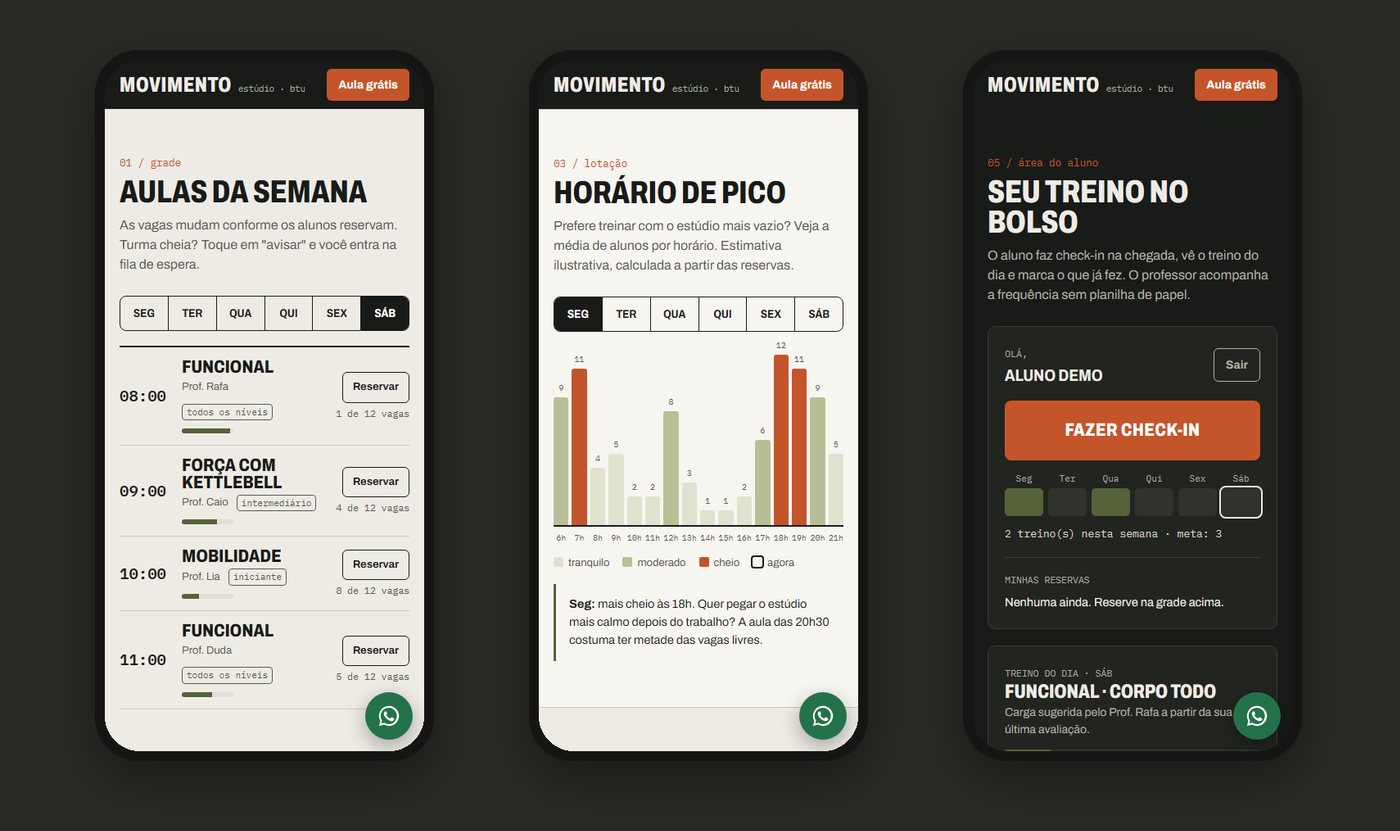 MOVIMENTO estúdio · btu Aula grátis
01 / grade
AULAS DA SEMANA
As vagas mudam conforme os alunos reservam.
Turma cheia? Toque em "avisar" e você entra na
fila de espera.
SEG TER QUA QUI SEX SÁB
08:00
FUNCIONAL
Prof. Rafa
todos os níveis
Reservar
1 de 12 vagas
09:00
FORÇA COM
KETTLEBELL
Prof. Caio intermediário
Reservar
4 de 12 vagas
10:00
MOBILIDADE
Prof. Lia iniciante
Reservar
8 de 12 vagas
11:00
FUNCIONAL
Prof. Duda
todos os níveis
Reservar
5 de 12 vagas
MOVIMENTO estúdio · btu Aula grátis
03 / lotação
HORÁRIO DE PICO
Prefere treinar com o estúdio mais vazio? Veja a
média de alunos por horário. Estimativa
ilustrativa, calculada a partir das reservas.
SEG TER QUA QUI SEX SÁB
9 11 4 5 2 2 8 3 1 1 2 6 12 11 9 5
6h 7h 8h 9h 10h 11h 12h 13h 14h 15h 16h 17h 18h 19h 20h 21h
tranquilo moderado cheio agora
Seg: mais cheio às 18h. Quer pegar o estúdio
mais calmo depois do trabalho? A aula das 20h30
costuma ter metade das vagas livres.
MOVIMENTO estúdio · btu Aula grátis
05 / área do aluno
SEU TREINO NO
BOLSO
O aluno faz check-in na chegada, vê o treino do
dia e marca o que já fez. O professor acompanha
a frequência sem planilha de papel.
OLÁ,
ALUNO DEMO
Sair
FAZER CHECK-IN
Seg Ter Qua Qui Sex Sáb
2 treino(s) nesta semana · meta: 3
MINHAS RESERVAS
Nenhuma ainda. Reserve na grade acima.
TREINO DO DIA · SÁB
FUNCIONAL · CORPO TODO
Carga sugerida pelo Prof. Rafa a partir da sua
última avaliação.